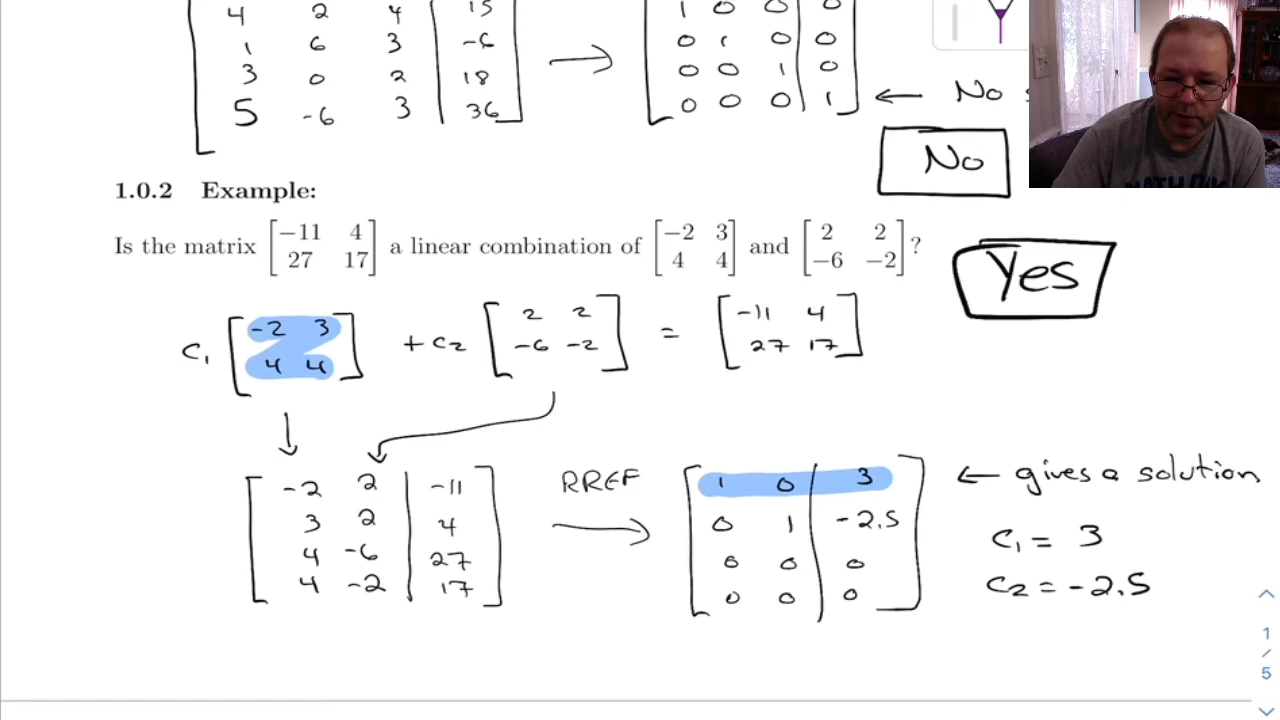 4 2 4 | 15
1 6 3 | -6
3 0 2 | 18
5 -6 3 | 36
→
1 0 0 | 0
0 1 0 | 0
0 0 1 | 0
0 0 0 | 1
← No
No
1.0.2 Example:
Is the matrix [−11 4; 27 17] a linear combination of [−2 3; 4 4] and [2 2; −6 −2]?
Yes
c₁ [-2 3; 4 4] + c₂ [2 2; -6 -2] = [-11 4; 27 17]
-2 2 | -11
3 2 | 4
4 -6 | 27
4 -2 | 17
RREF
→
1 0 | 3
0 1 | -2.5
0 0 | 0
0 0 | 0
← gives a solution
c₁ = 3
c₂ = -2.5
1
/
5